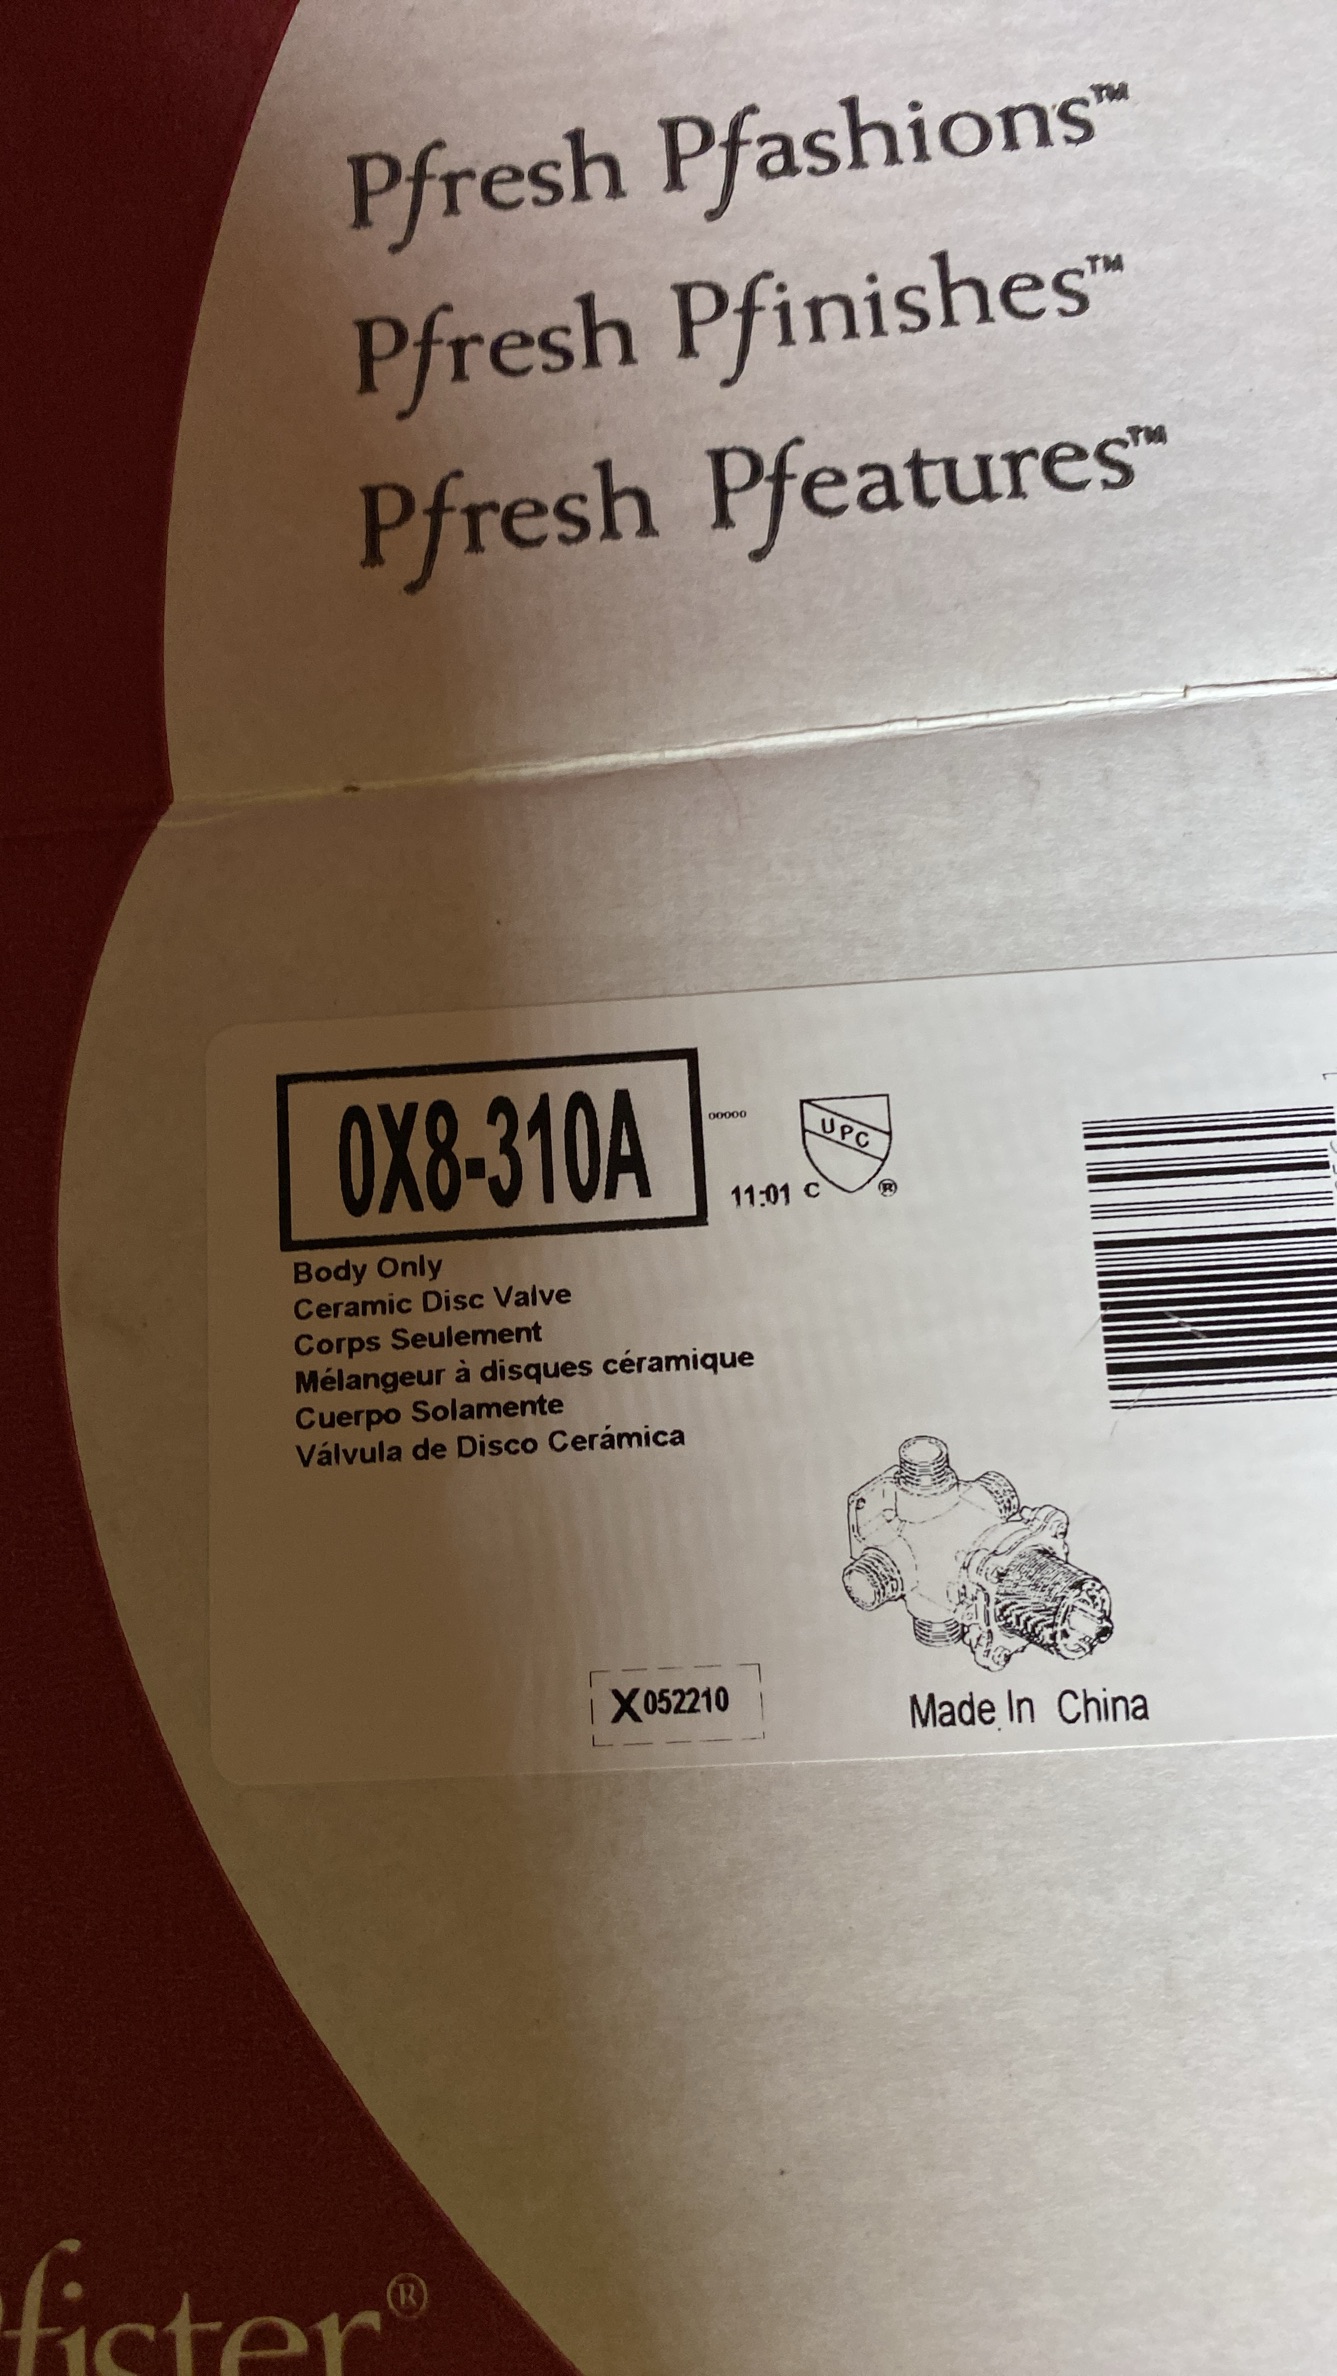 Pfresh Pfashions™
Pfresh Pfinishes™
Pfresh Pfeatures™
0X8-310A
00000
11:01
C
UPC
®
Body Only
Ceramic Disc Valve
Corps Seulement
Mélangeur à disques céramique
Cuerpo Solamente
Válvula de Disco Cerámica
X052210
Made In China
fister®